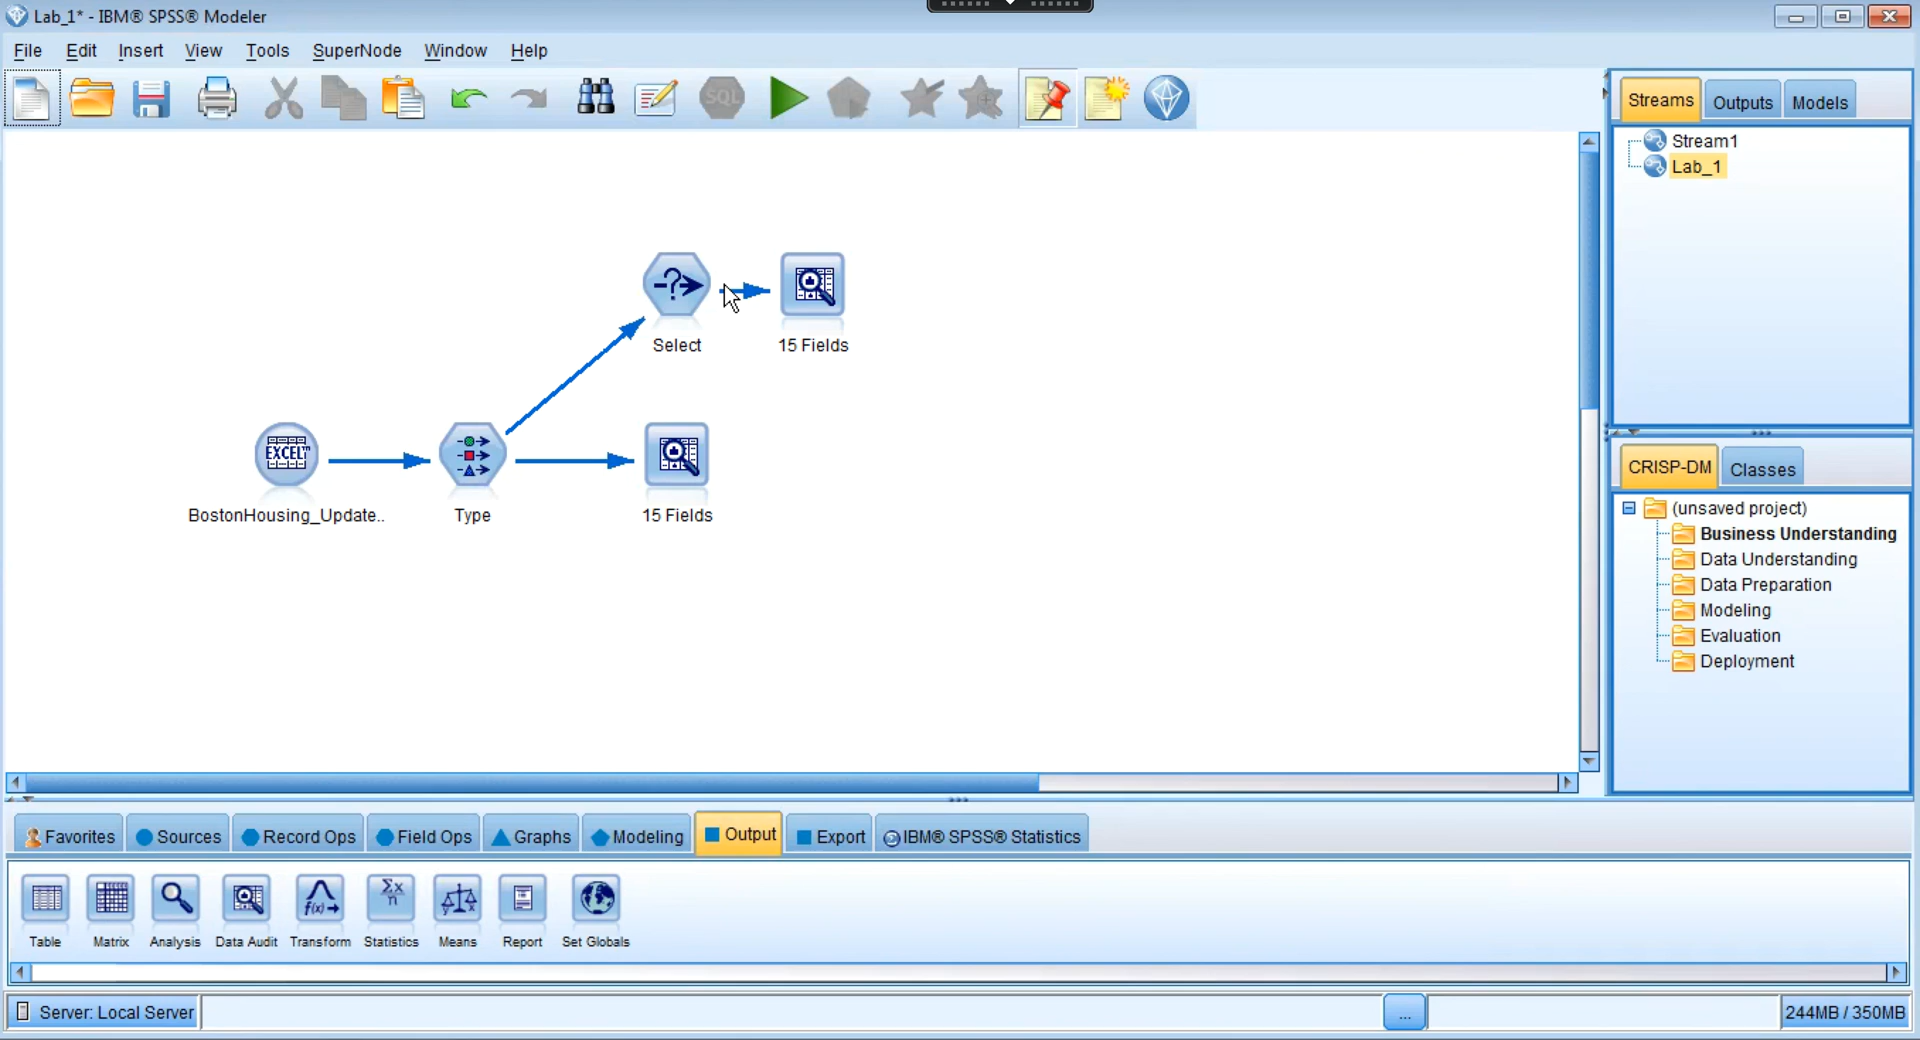 Lab_1* - IBM® SPSS® Modeler
File Edit Insert View Tools SuperNode Window Help
SQL
Streams Outputs Models
Stream1
Lab_1
Select
15 Fields
EXCEL™
BostonHousing_Update..
Type
15 Fields
CRISP-DM Classes
(unsaved project)
Business Understanding
Data Understanding
Data Preparation
Modeling
Evaluation
Deployment
Favorites Sources Record Ops Field Ops Graphs Modeling Output Export IBM® SPSS® Statistics
f(x) Σx n x y
Table Matrix Analysis Data Audit Transform Statistics Means Report Set Globals
Server: Local Server ... 244MB / 350MB